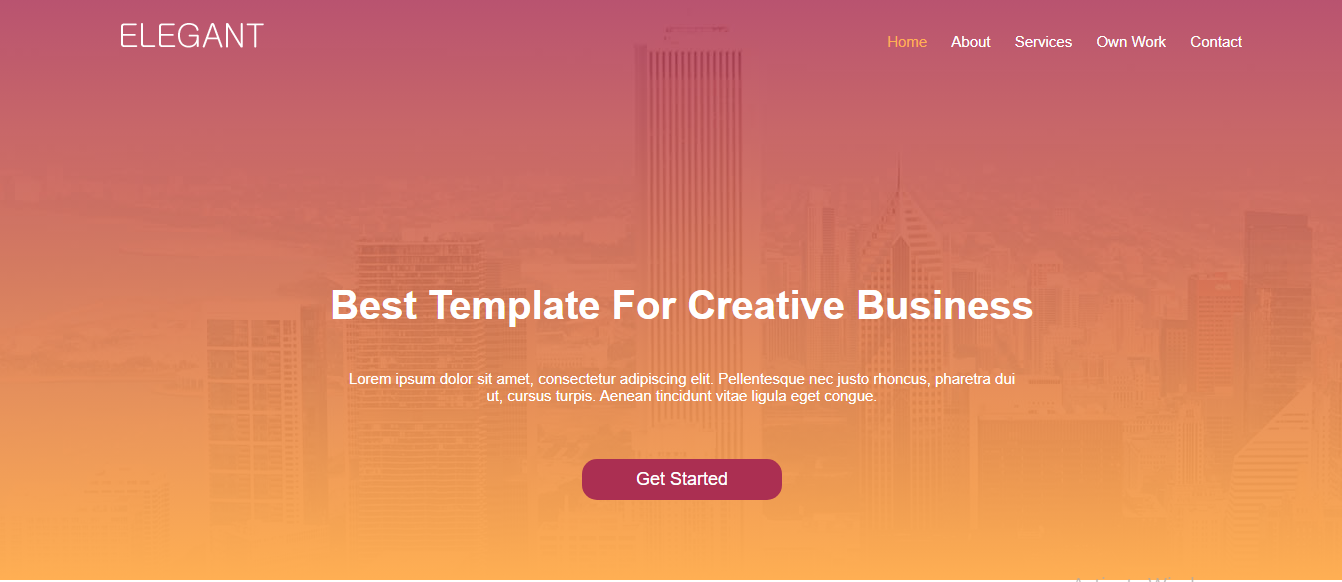 ELEGANT
Home About Services Own Work Contact
Best Template For Creative Business
Lorem ipsum dolor sit amet, consectetur adipiscing elit. Pellentesque nec justo rhoncus, pharetra dui
ut, cursus turpis. Aenean tincidunt vitae ligula eget congue.
Get Started